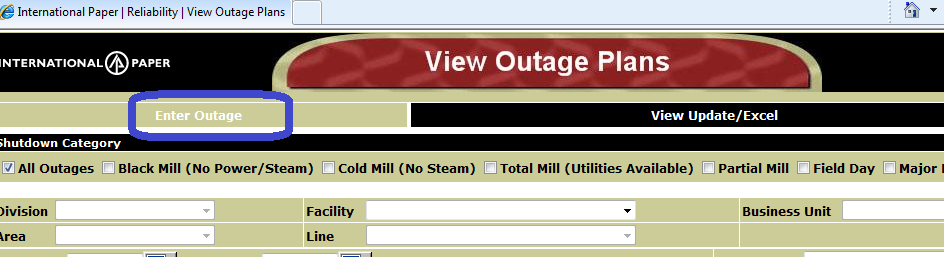 International Paper | Reliability | View Outage Plans
INTERNATIONAL PAPER
View Outage Plans
Enter Outage
View Update/Excel
Shutdown Category
All Outages Black Mill (No Power/Steam) Cold Mill (No Steam) Total Mill (Utilities Available) Partial Mill Field Day Major
Division Facility Business Unit
Area Line